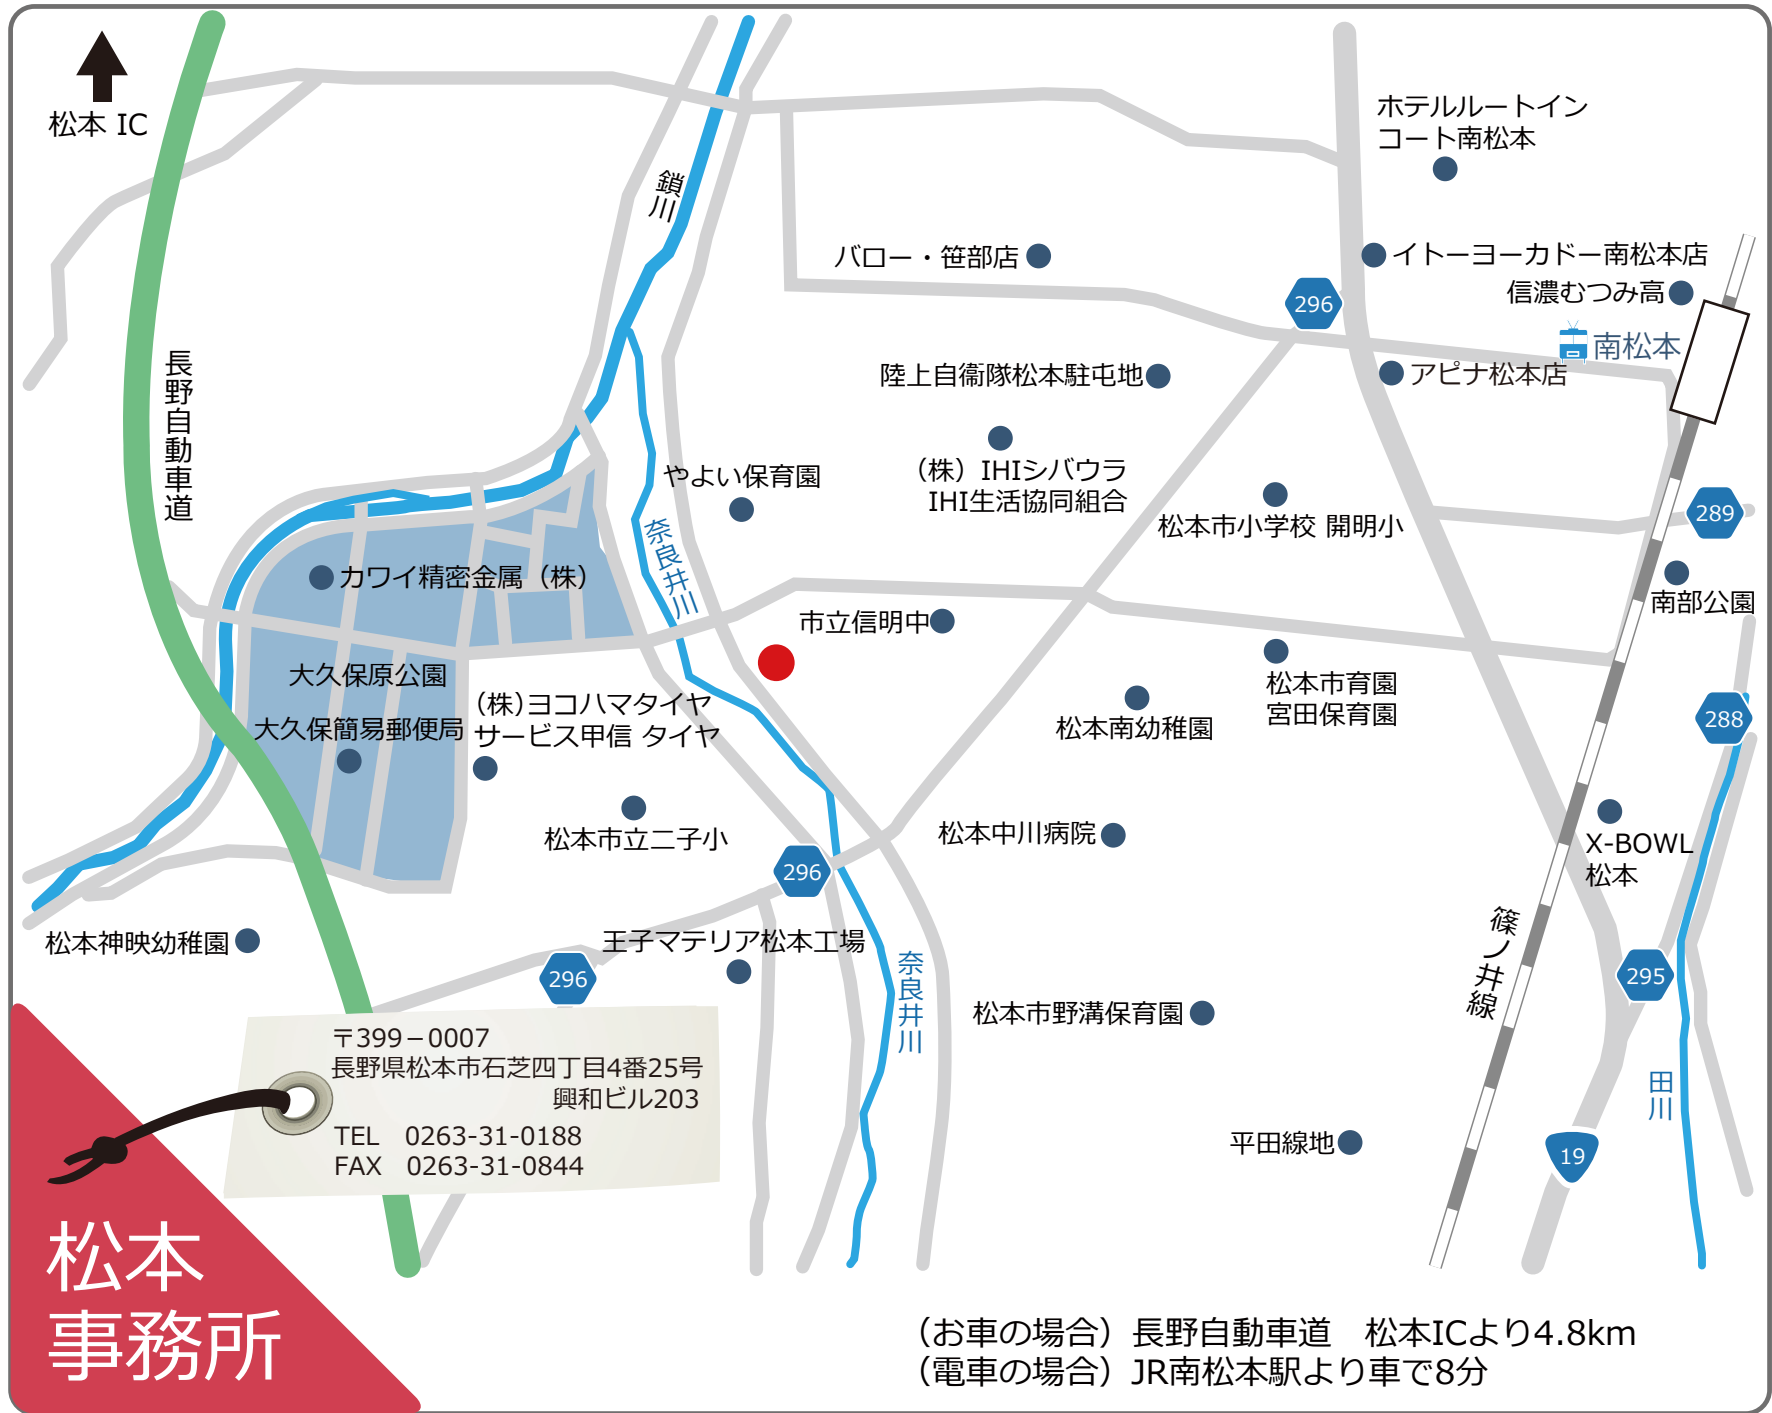 松本 IC
ホテルルートイン
コート南松本
鎖川
バロー・笹部店
イトーヨーカドー南松本店
信濃むつみ高
296
南松本
長野自動車道
陸上自衛隊松本駐屯地
アピナ松本店
(株) IHIシバウラ
IHI生活協同組合
やよい保育園
松本市小学校 開明小
289
奈良井川
カワイ精密金属（株）
南部公園
市立信明中
大久保原公園
(株)ヨコハマタイヤ
サービス甲信 タイヤ
松本市育園
宮田保育園
松本南幼稚園
288
大久保簡易郵便局
松本市立二子小
松本中川病院
X-BOWL
松本
296
松本神映幼稚園
王子マテリア松本工場
篠ノ井線
296
奈良井川
295
松本市野溝保育園
田川
平田線地
19
〒399－0007
長野県松本市石芝四丁目4番25号
興和ビル203
TEL　0263-31-0188
FAX　0263-31-0844
松本
事務所
（お車の場合）長野自動車道　松本ICより4.8km
（電車の場合）JR南松本駅より車で8分